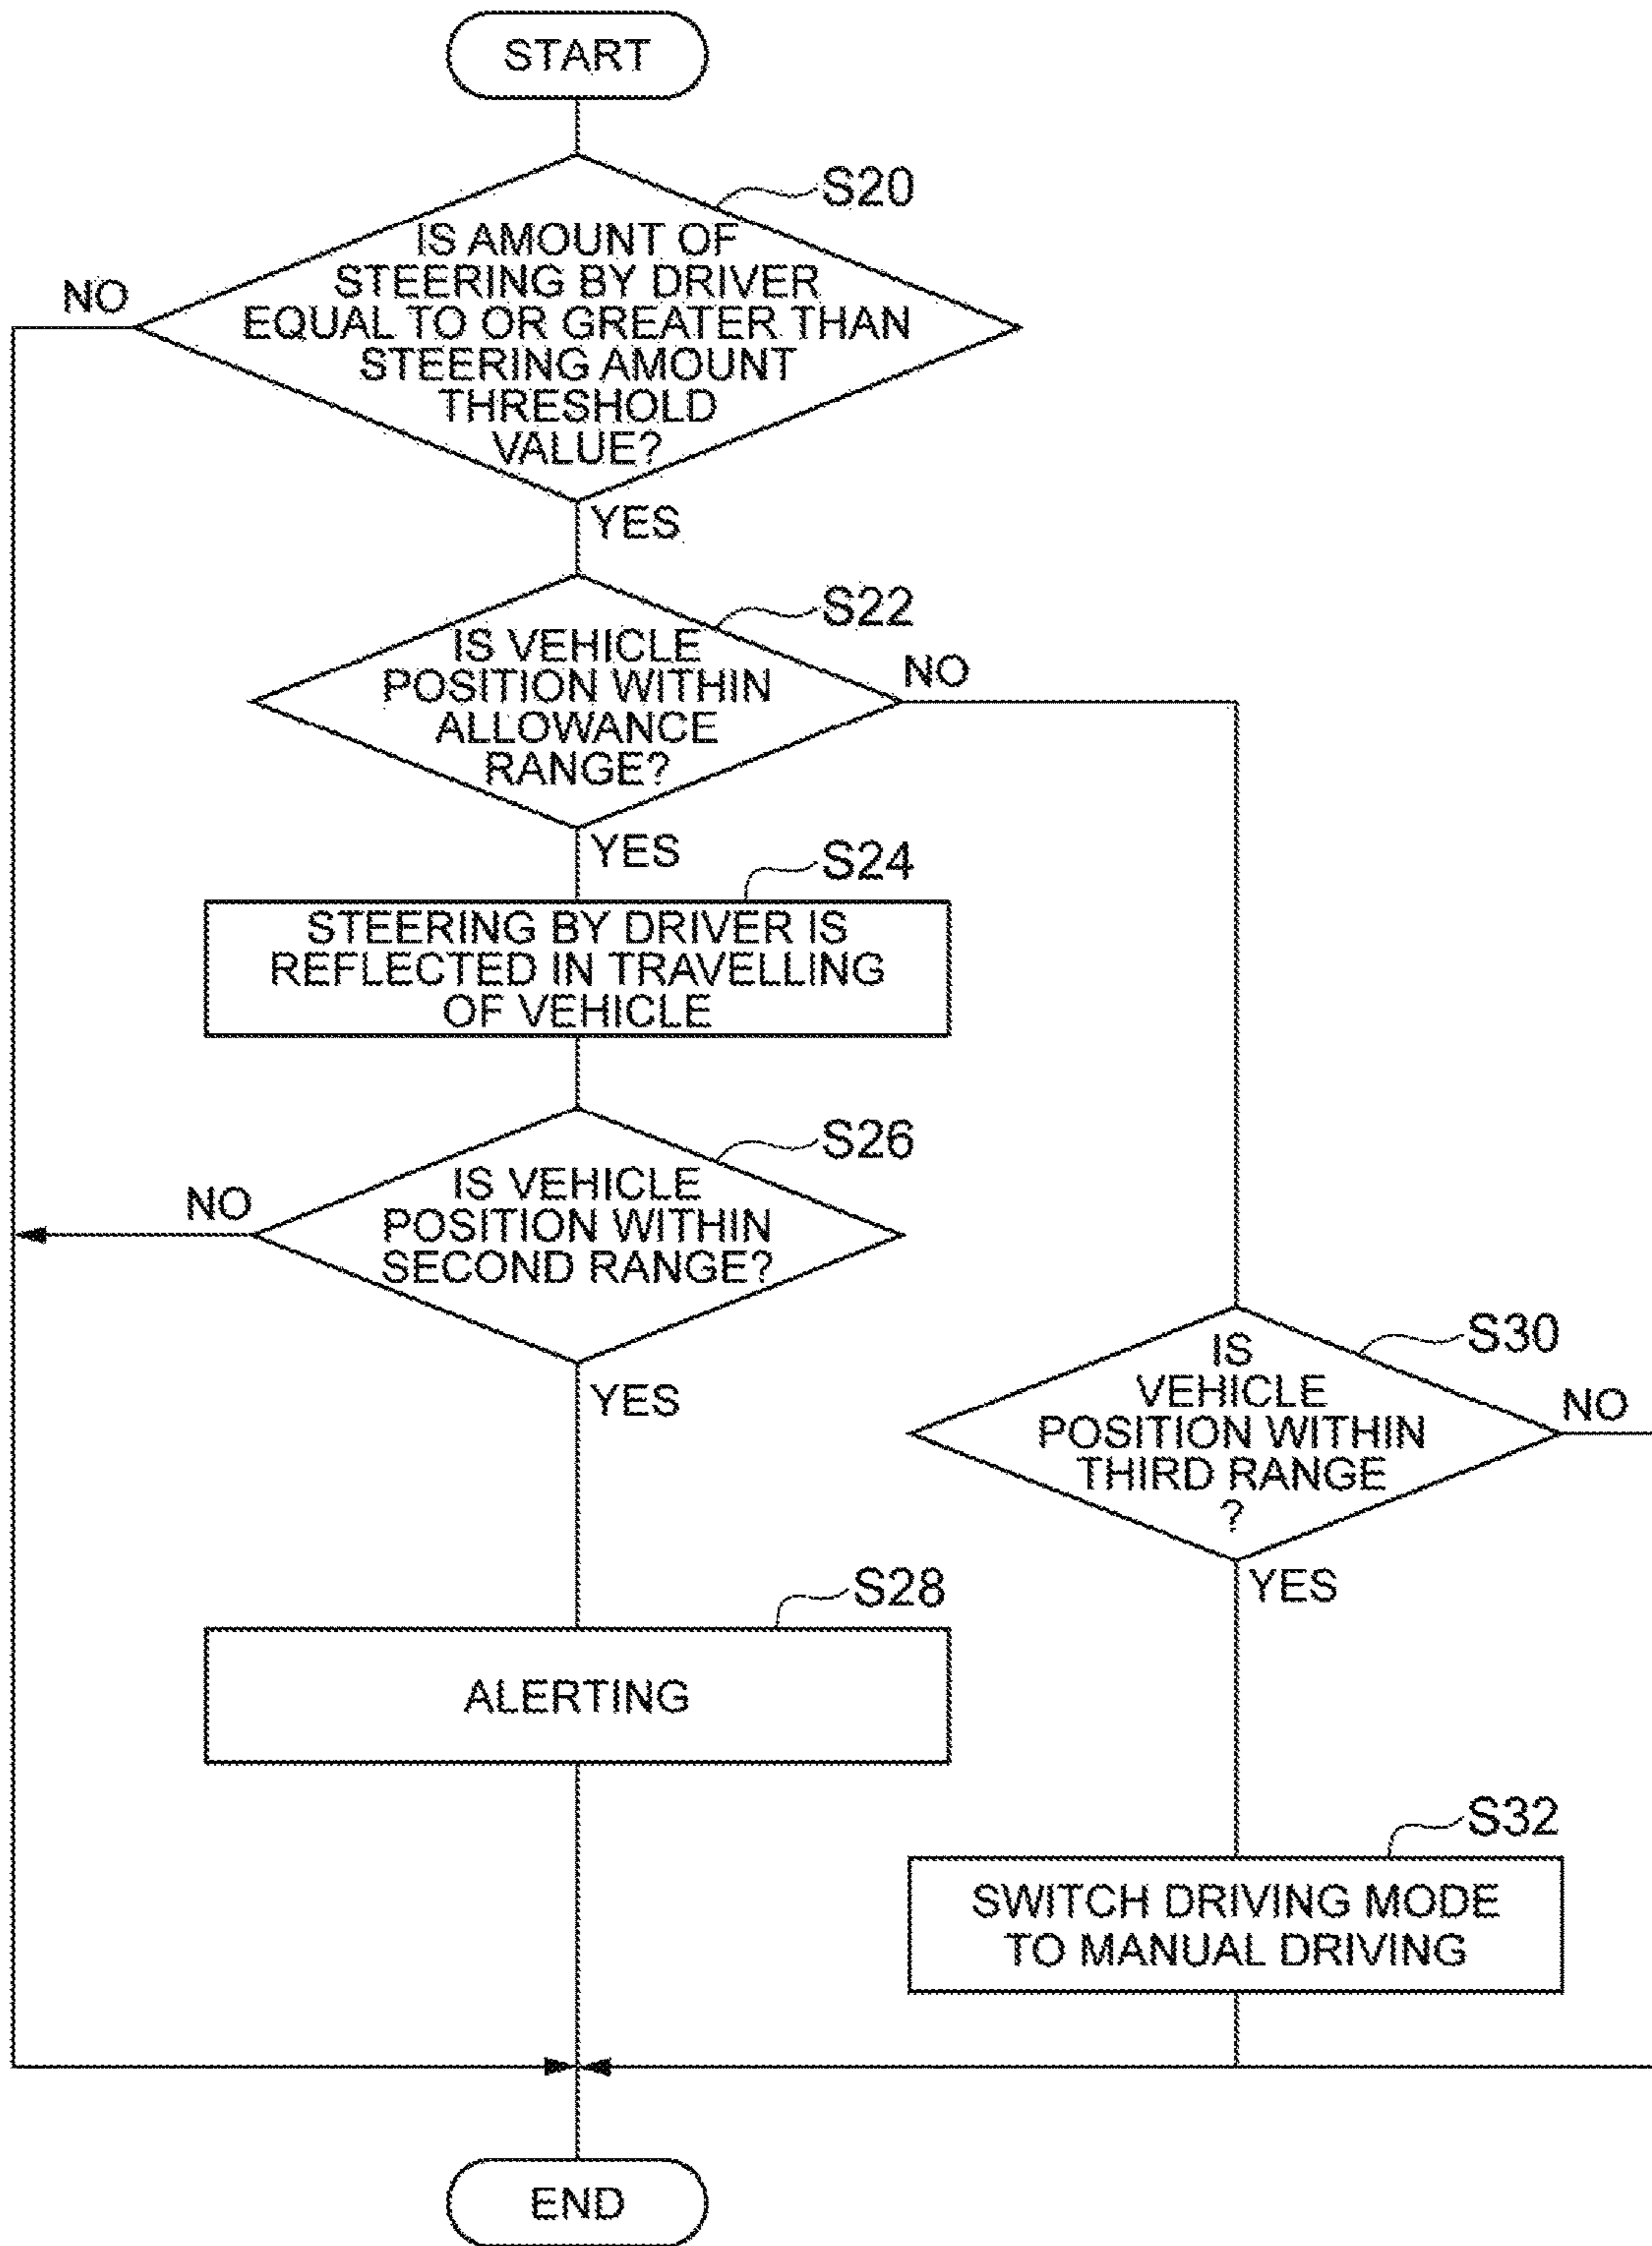 START
S20
IS AMOUNT OF
STEERING BY DRIVER
EQUAL TO OR GREATER THAN
STEERING AMOUNT
THRESHOLD
VALUE?
NO
YES
S22
IS VEHICLE
POSITION WITHIN
ALLOWANCE
RANGE?
NO
YES
S24
STEERING BY DRIVER IS
REFLECTED IN TRAVELLING
OF VEHICLE
S26
IS VEHICLE
POSITION WITHIN
SECOND RANGE?
NO
YES
S28
ALERTING
S30
IS
VEHICLE
POSITION WITHIN
THIRD RANGE
?
NO
YES
S32
SWITCH DRIVING MODE
TO MANUAL DRIVING
END